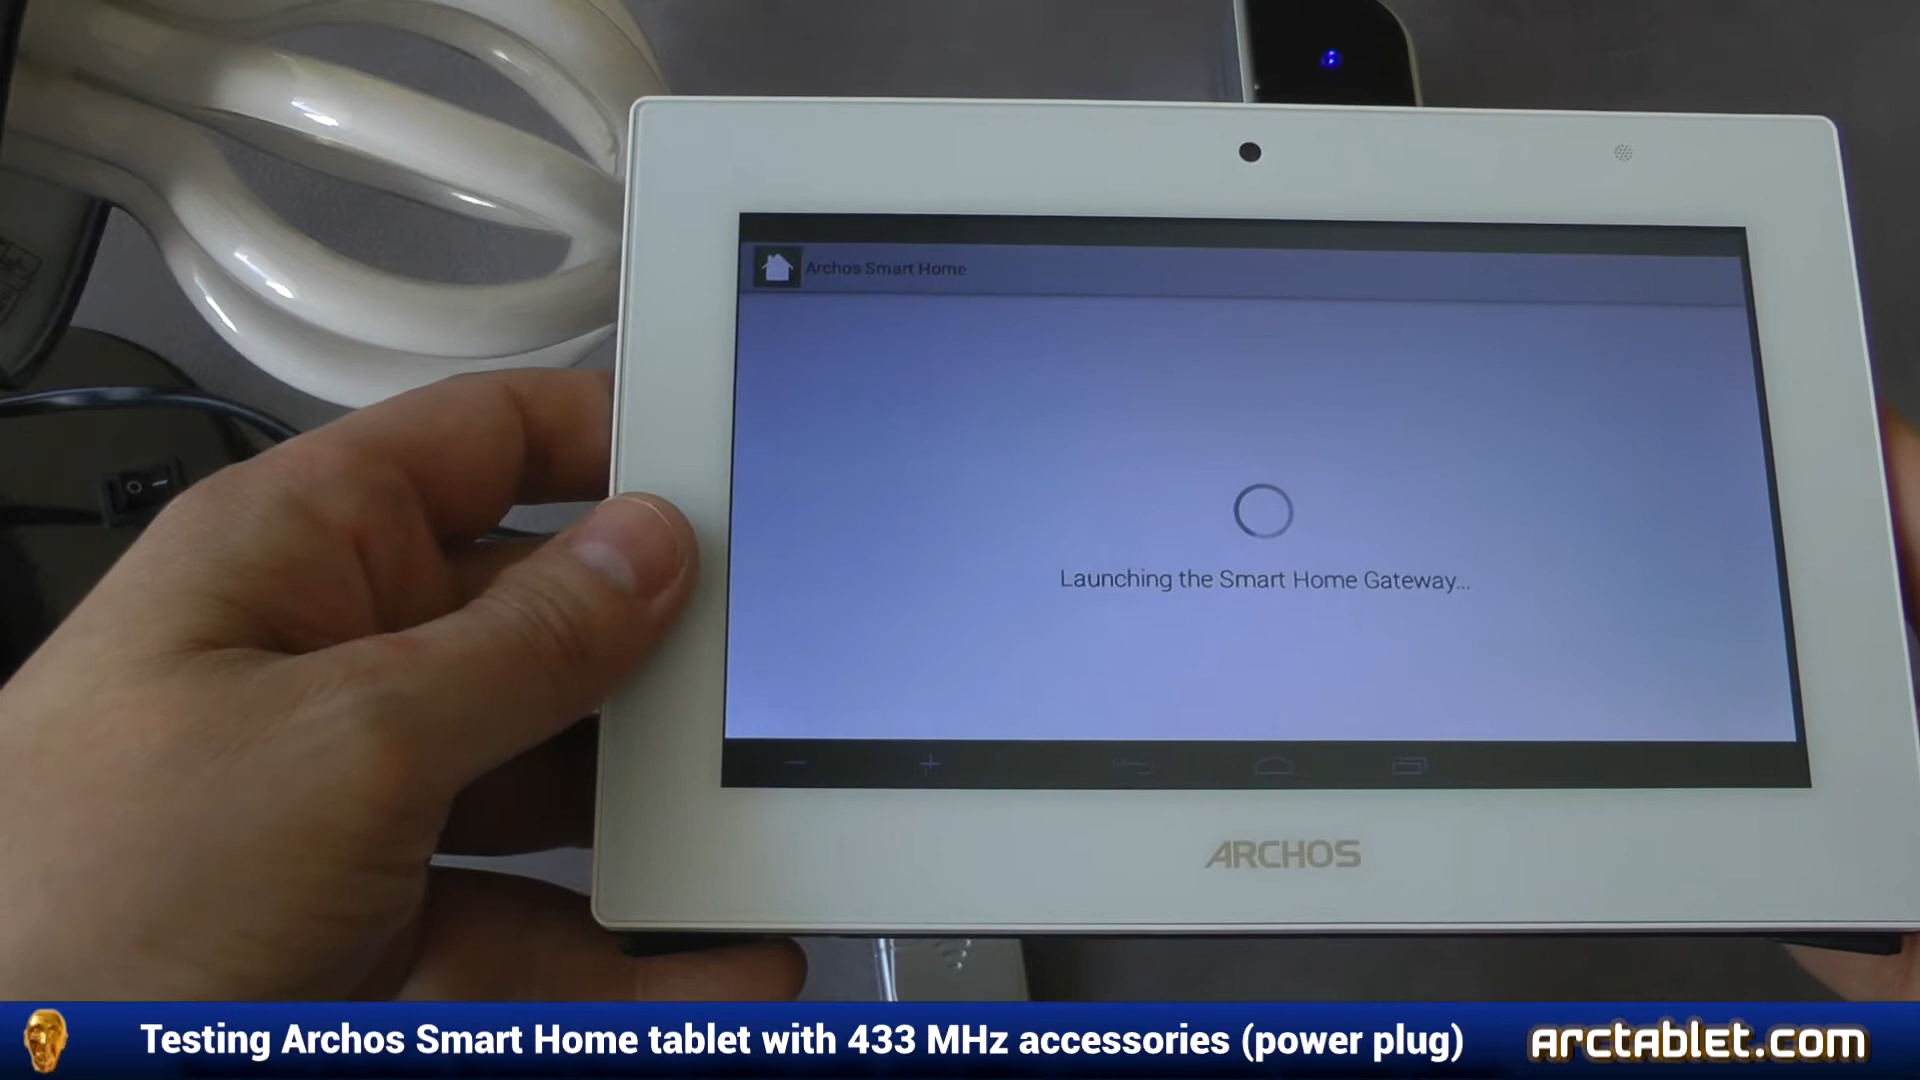 Archos Smart Home
Launching the Smart Home Gateway...
ARCHOS
Testing Archos Smart Home tablet with 433 MHz accessories (power plug)
arctablet.com